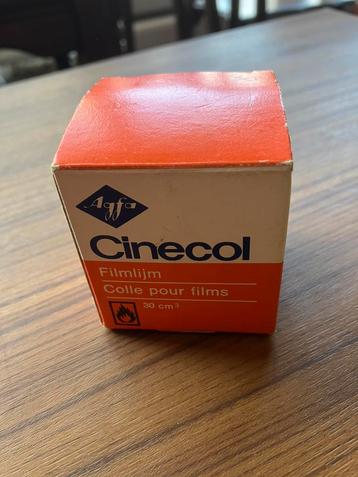 Agfa
Cinecol
Filmlijm
Colle pour films
30 cm³